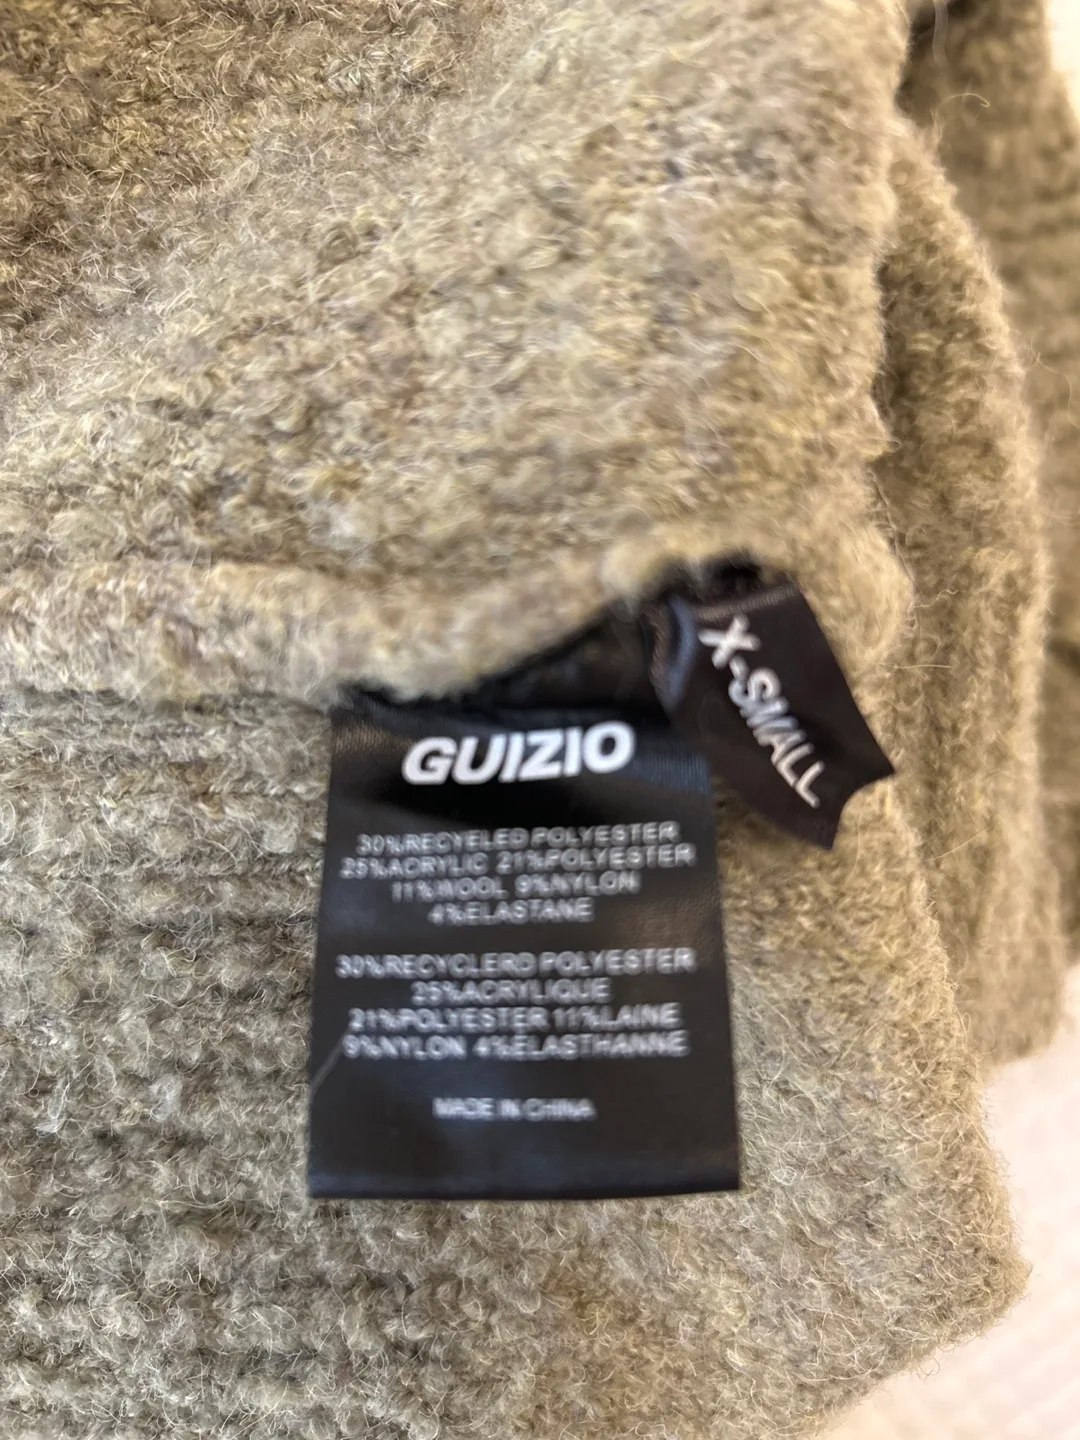 GUIZIO
X-SMALL
30%RECYCLED POLYESTER
25%ACRYLIC 21%POLYESTER
11%WOOL 9%NYLON
4%ELASTANE
30%RECYCLERD POLYESTER
25%ACRYLIQUE
21%POLYESTER 11%LAINE
9%NYLON 4%ELASTHANNE
MADE IN CHINA